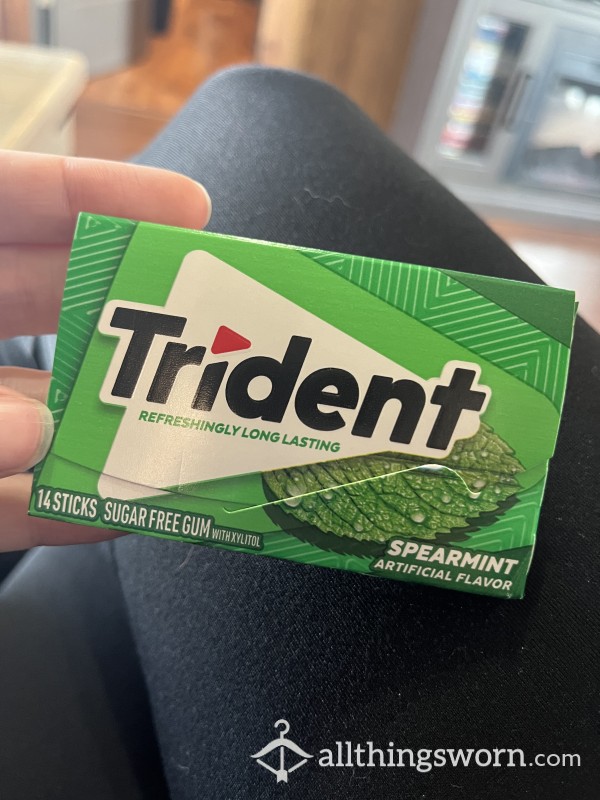 Trident
REFRESHINGLY LONG LASTING
14 STICKS SUGAR FREE GUM WITH XYLITOL
SPEARMINT
ARTIFICIAL FLAVOR
allthingsworn.com